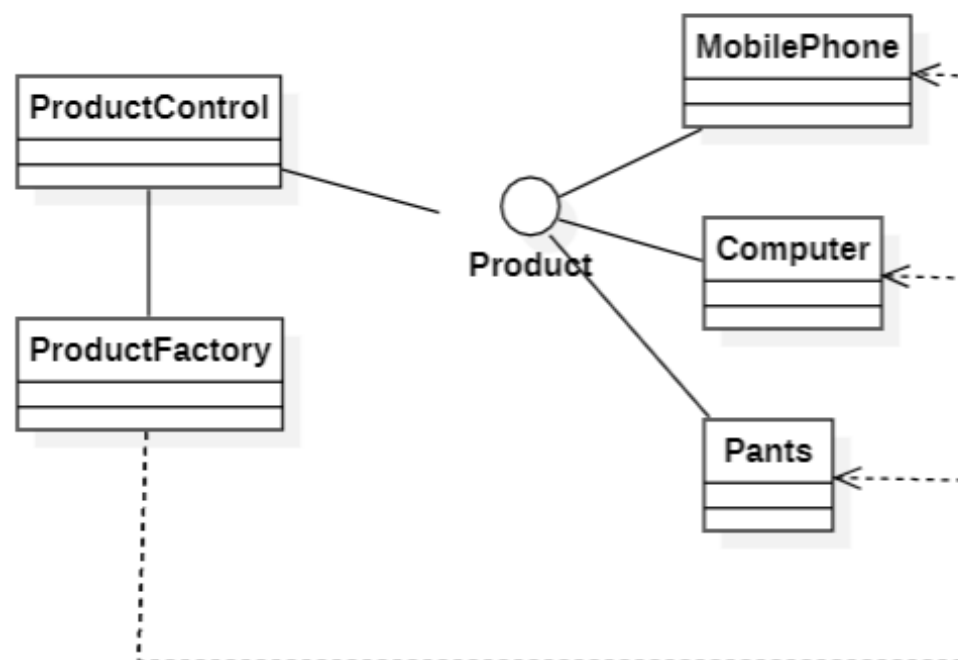 MobilePhone
ProductControl
Product
Computer
ProductFactory
Pants